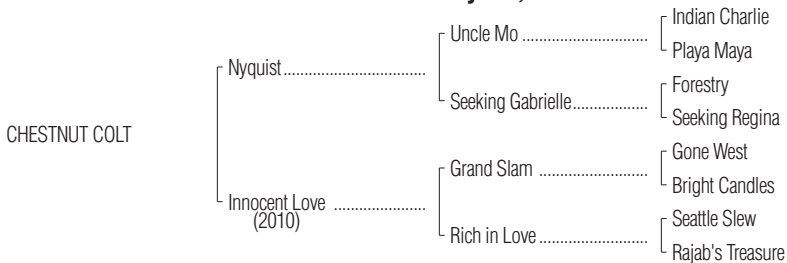 Indian Charlie
Uncle Mo
Playa Maya
Nyquist
Forestry
Seeking Gabrielle
Seeking Regina
CHESTNUT COLT
Gone West
Grand Slam
Bright Candles
Innocent Love
(2010)
Seattle Slew
Rich in Love
Rajab's Treasure